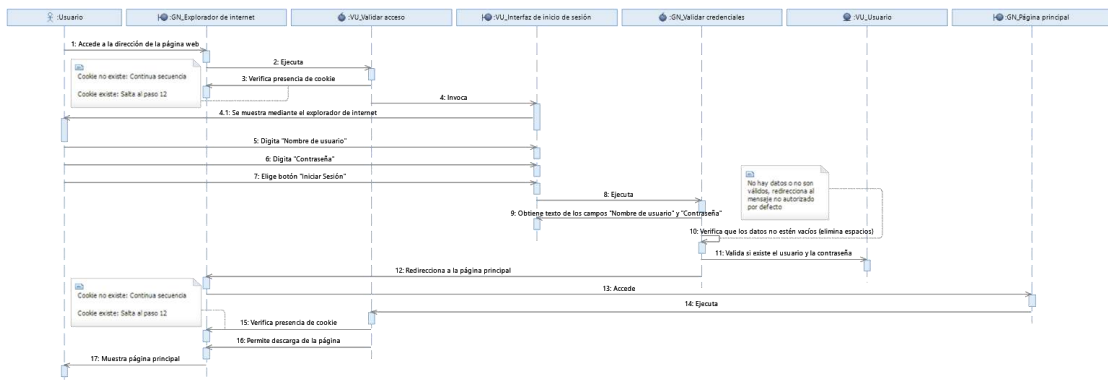 :Usuario
:GN_Explorador de internet
:VU_Validar acceso
:VU_Interfaz de inicio de sesión
:GN_Validar credenciales
:VU_Usuario
:GN_Página principal
1: Accede a la dirección de la página web
2: Ejecuta
Cookie no existe: Continua secuencia
Cookie existe: Salta al paso 12
3: Verifica presencia de cookie
4: Invoca
4.1: Se muestra mediante el explorador de internet
5: Digita "Nombre de usuario"
6: Digita "Contraseña"
7: Elige botón "Iniciar Sesión"
No hay datos o no son
válidos, redirecciona al
mensaje no autorizado
por defecto
8: Ejecuta
9: Obtiene texto de los campos "Nombre de usuario" y "Contraseña"
10: Verifica que los datos no estén vacíos (elimina espacios)
11: Valida si existe el usuario y la contraseña
12: Redirecciona a la página principal
13: Accede
Cookie no existe: Continua secuencia
Cookie existe: Salta al paso 12
14: Ejecuta
15: Verifica presencia de cookie
16: Permite descarga de la página
17: Muestra página principal